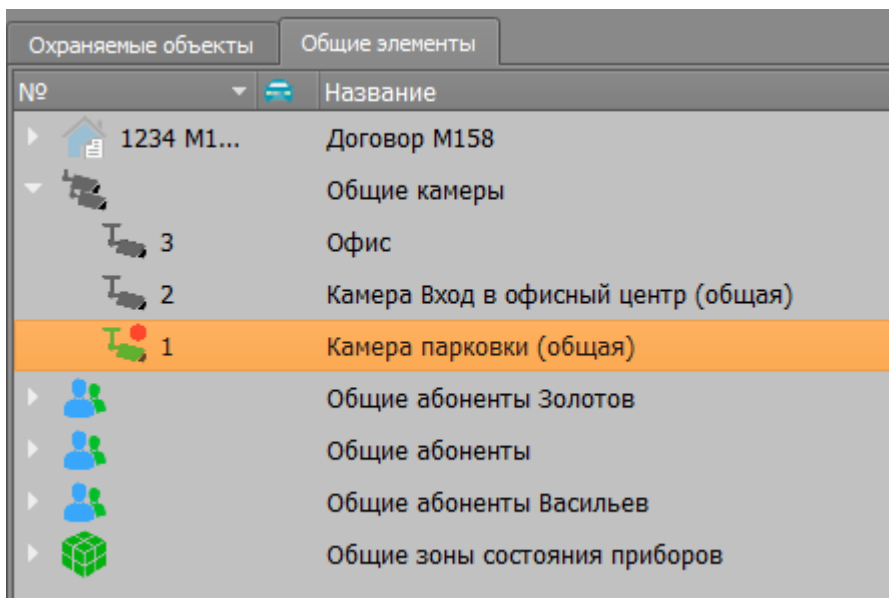 Охраняемые объекты Общие элементы
№ Название
1234 М1... Договор М158
Общие камеры
3 Офис
2 Камера Вход в офисный центр (общая)
1 Камера парковки (общая)
Общие абоненты Золотов
Общие абоненты
Общие абоненты Васильев
Общие зоны состояния приборов